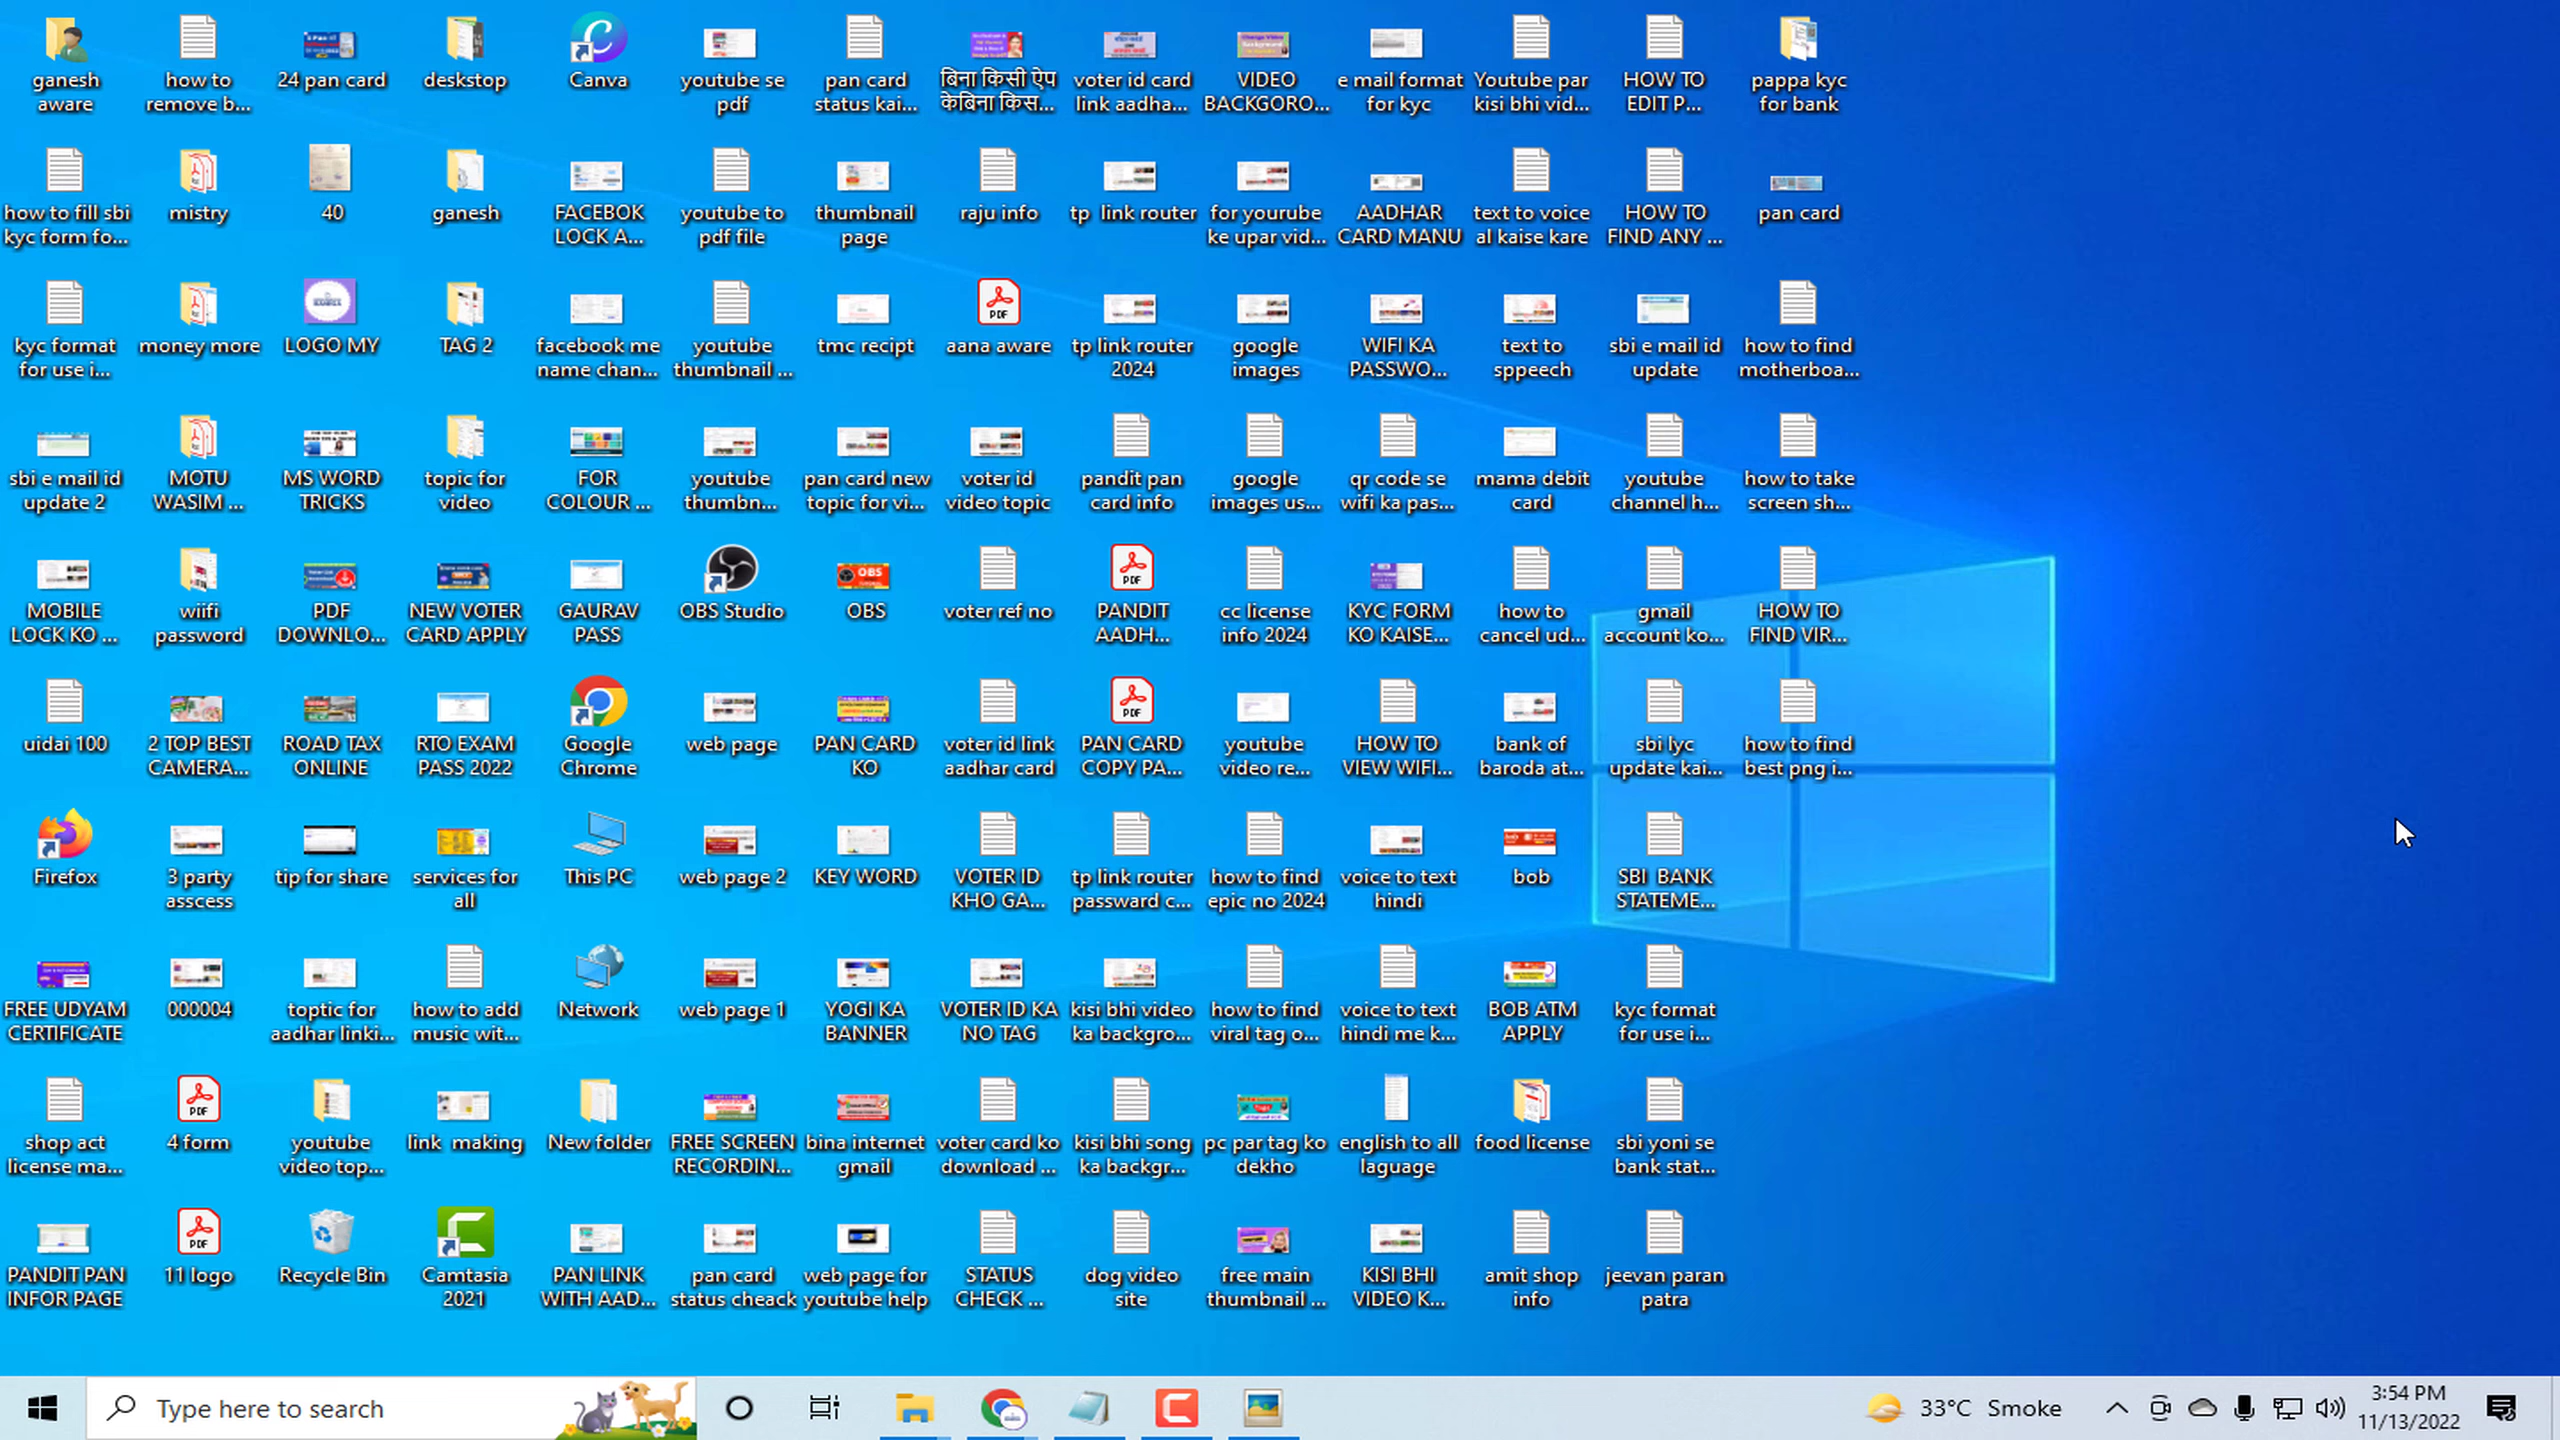 ganesh
aware
how to
remove b...
24 pan card
deskstop
Canva
youtube se
pdf
pan card
status kai...
बिना किसी ऐप
केबिना किस...
voter id card
link aadha...
VIDEO
BACKGORO...
e mail format
for kyc
Youtube par
kisi bhi vid...
HOW TO
EDIT P...
pappa kyc
for bank
how to fill sbi
kyc form fo...
mistry
40
ganesh
FACEBOK
LOCK A...
youtube to
pdf file
thumbnail
page
raju info
tp link router
for yourube
ke upar vid...
AADHAR
CARD MANU
text to voice
al kaise kare
HOW TO
FIND ANY ...
pan card
kyc format
for use i...
money more
LOGO MY
TAG 2
facebook me
name chan...
youtube
thumbnail ...
tmc recipt
PDF
aana aware
tp link router
2024
google
images
WIFI KA
PASSWO...
text to
sppeech
sbi e mail id
update
how to find
motherboa...
sbi e mail id
update 2
MOTU
WASIM ...
MS WORD
TRICKS
topic for
video
FOR
COLOUR ...
youtube
thumbn...
pan card new
topic for vi...
voter id
video topic
pandit pan
card info
google
images us...
qr code se
wifi ka pas...
mama debit
card
youtube
channel h...
how to take
screen sh...
MOBILE
LOCK KO ...
wiifi
password
PDF
DOWNLO...
NEW VOTER
CARD APPLY
GAURAV
PASS
OBS Studio
OBS
OBS
voter ref no
PDF
PANDIT
AADH...
cc license
info 2024
KYC FORM
KO KAISE...
how to
cancel ud...
gmail
account ko...
HOW TO
FIND VIR...
uidai 100
2 TOP BEST
CAMERA...
ROAD TAX
ONLINE
RTO EXAM
PASS 2022
Google
Chrome
web page
PAN CARD
KO
voter id link
aadhar card
PDF
PAN CARD
COPY PA...
youtube
video re...
HOW TO
VIEW WIFI...
bank of
baroda at...
sbi lyc
update kai...
how to find
best png i...
Firefox
3 party
asscess
tip for share
services for
all
This PC
web page 2
KEY WORD
VOTER ID
KHO GA...
tp link router
passward c...
how to find
epic no 2024
voice to text
hindi
bob
SBI BANK
STATEME...
FREE UDYAM
CERTIFICATE
000004
toptic for
aadhar linki...
how to add
music wit...
Network
web page 1
YOGI KA
BANNER
VOTER ID KA
NO TAG
kisi bhi video
ka backgro...
how to find
viral tag o...
voice to text
hindi me k...
BOB ATM
APPLY
kyc format
for use i...
shop act
license ma...
PDF
4 form
youtube
video top...
link making
New folder
FREE SCREEN
RECORDIN...
bina internet
gmail
voter card ko
download ...
kisi bhi song
ka backgr...
pc par tag ko
dekho
english to all
laguage
food license
sbi yoni se
bank stat...
PANDIT PAN
INFOR PAGE
PDF
11 logo
Recycle Bin
Camtasia
2021
PAN LINK
WITH AAD...
pan card
status cheack
web page for
youtube help
STATUS
CHECK ...
dog video
site
free main
thumbnail ...
KISI BHI
VIDEO K...
amit shop
info
jeevan paran
patra
Type here to search
33°C Smoke
3:54 PM
11/13/2022